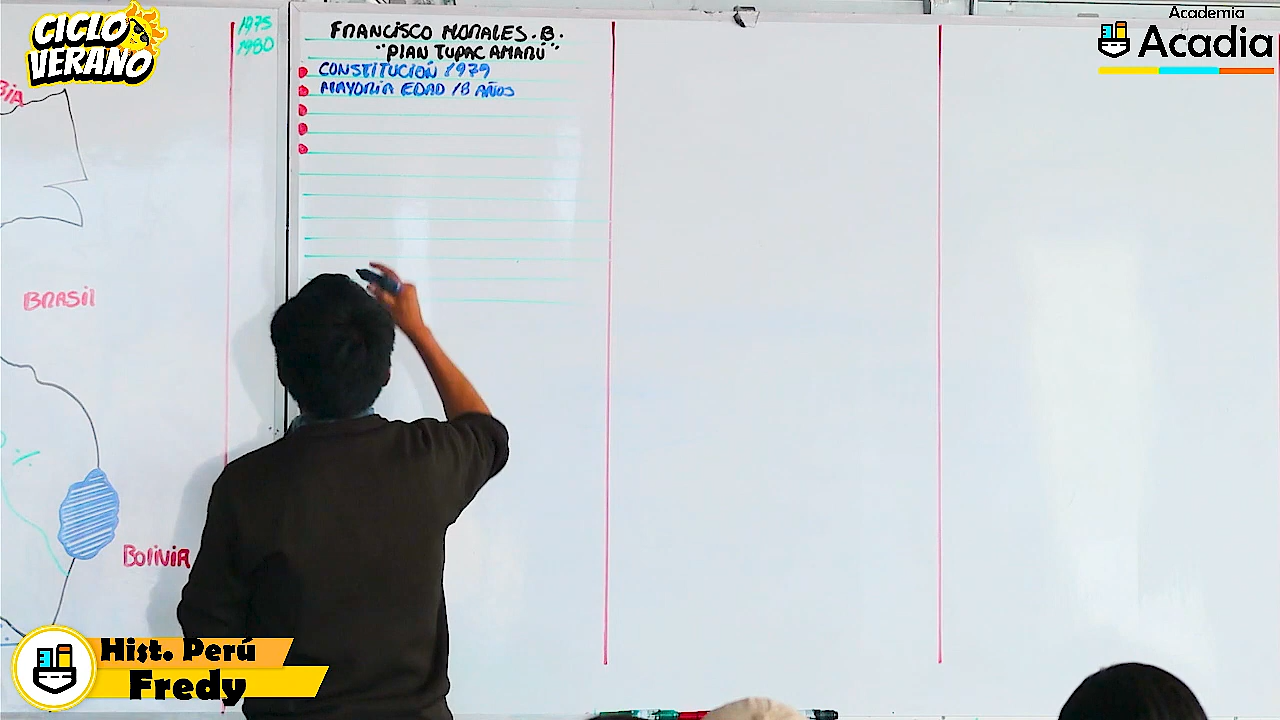 CICLO
VERANO
1975
1980
FRANCISCO MORALES. B.
"PLAN TUPAC AMARÚ"
CONSTITUCIÓN 1979
MAYORIA EDAD 18 AÑOS
Academia
Acadia
BRASIL
BOLIVIA
Hist. Perú
Fredy